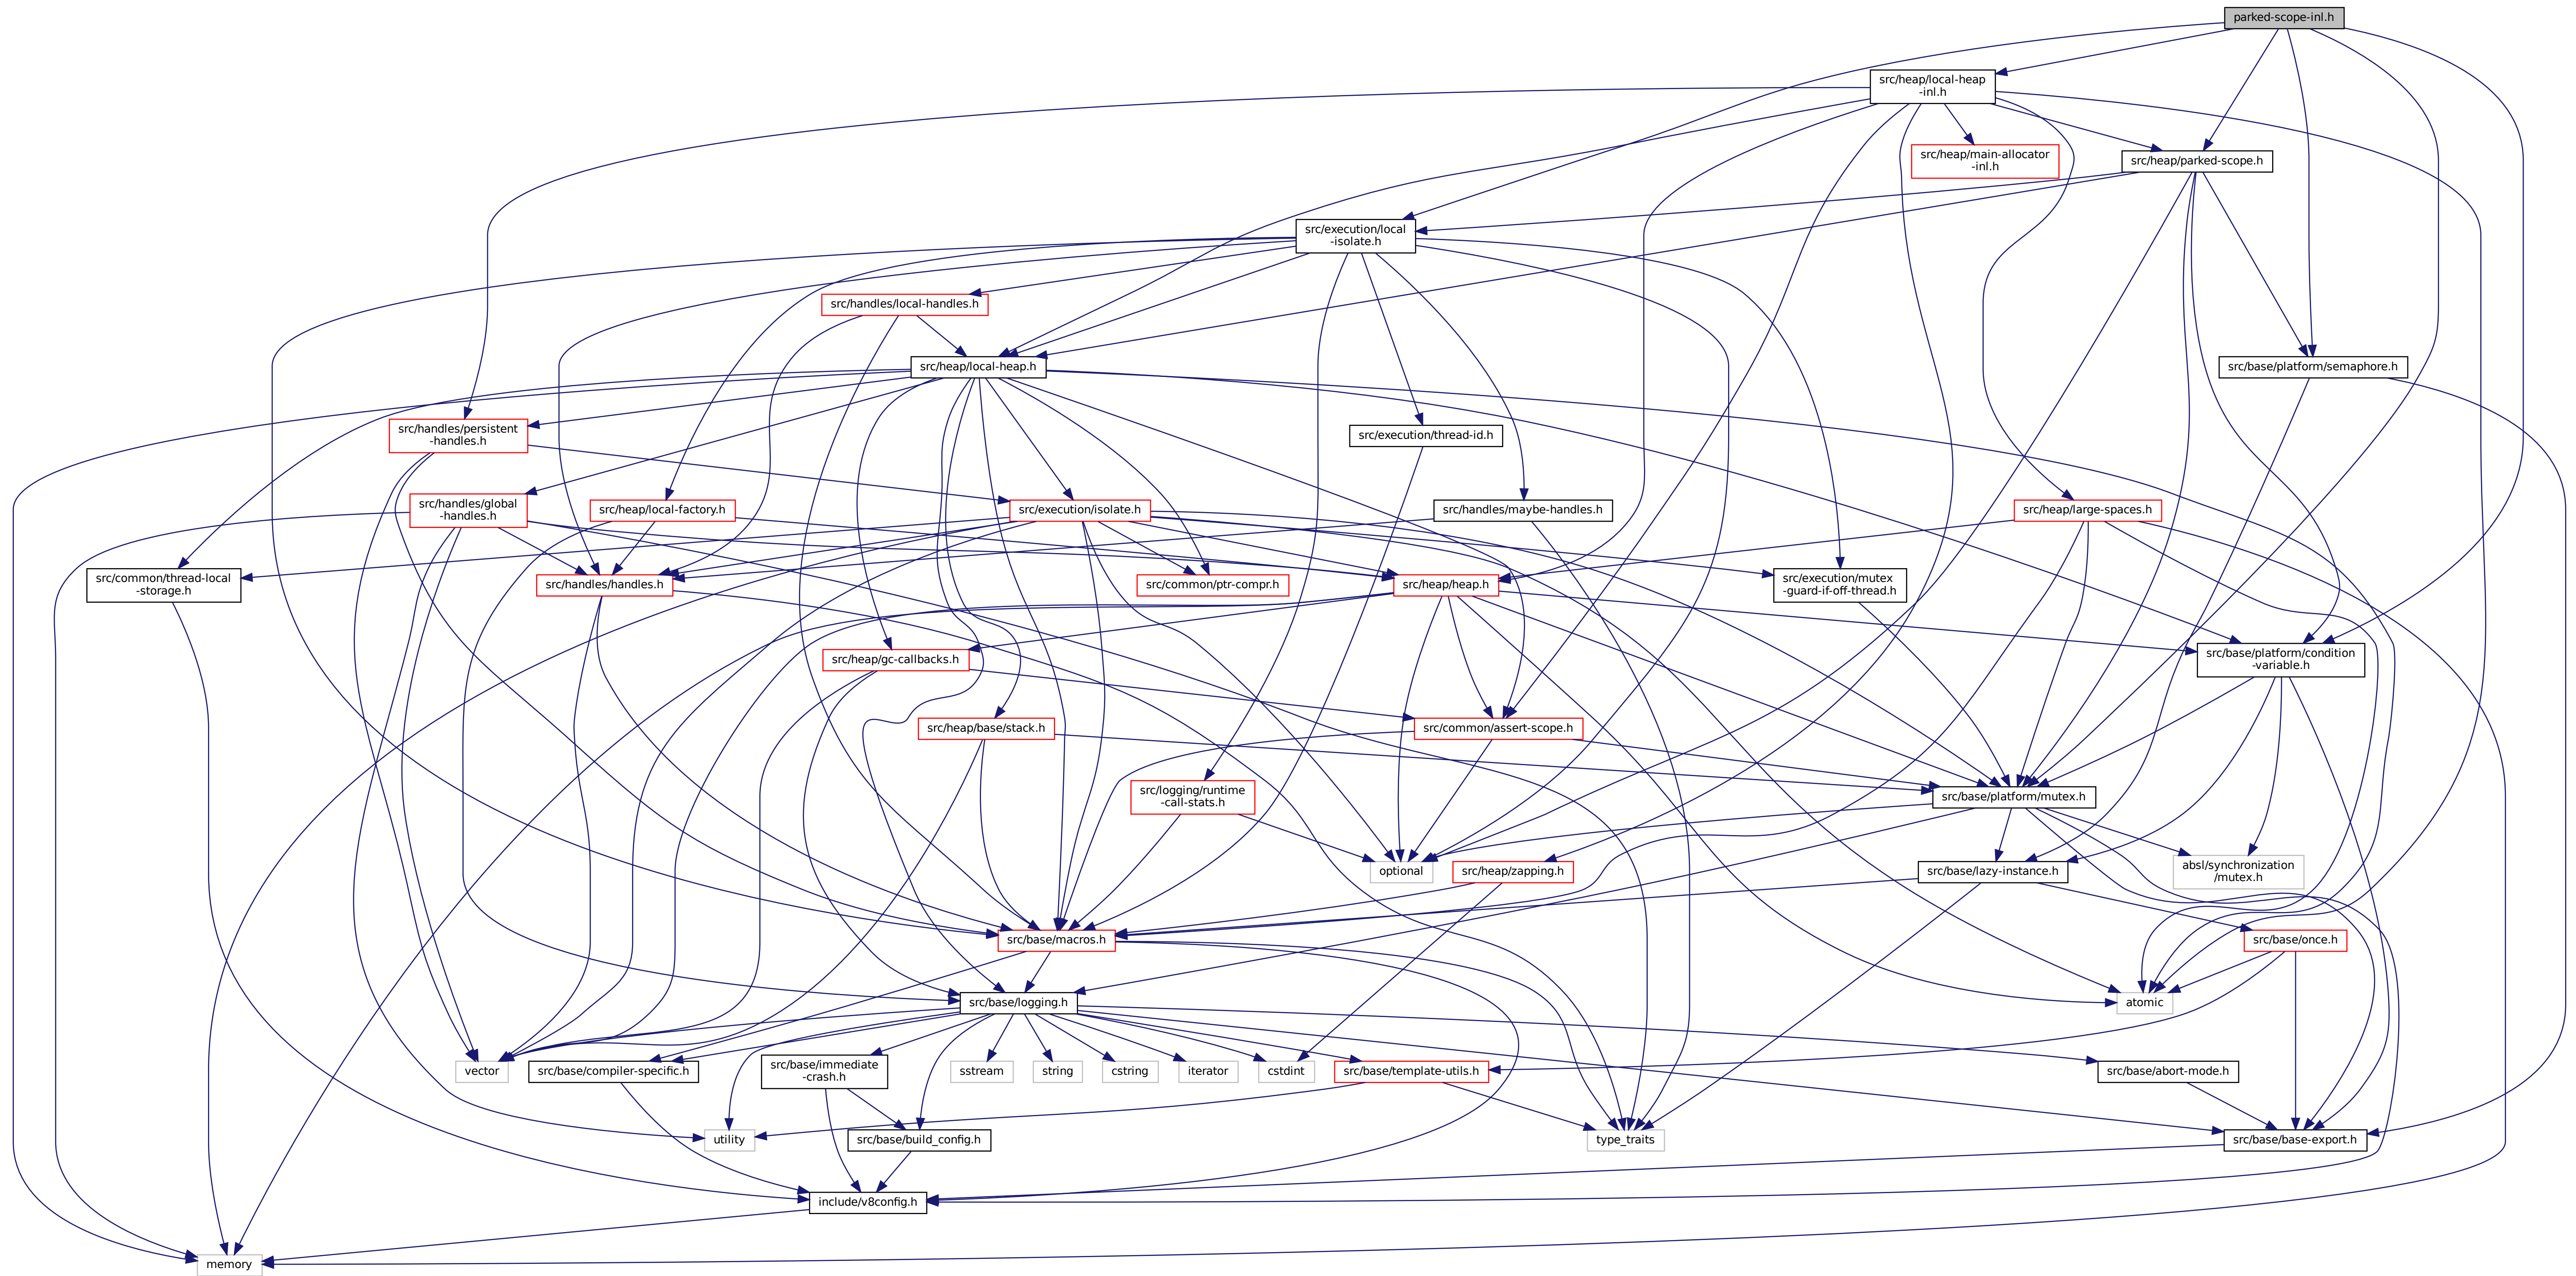 parked-scope-inl.h
src/heap/local-heap
-inl.h
src/heap/main-allocator
-inl.h
src/heap/parked-scope.h
src/execution/local
-isolate.h
src/handles/local-handles.h
src/heap/local-heap.h
src/base/platform/semaphore.h
src/handles/persistent
-handles.h
src/execution/thread-id.h
src/handles/global
-handles.h
src/heap/local-factory.h
src/execution/isolate.h
src/handles/maybe-handles.h
src/heap/large-spaces.h
src/common/thread-local
-storage.h
src/handles/handles.h
src/common/ptr-compr.h
src/heap/heap.h
src/execution/mutex
-guard-if-off-thread.h
src/heap/gc-callbacks.h
src/base/platform/condition
-variable.h
src/heap/base/stack.h
src/common/assert-scope.h
src/logging/runtime
-call-stats.h
src/base/platform/mutex.h
optional
src/heap/zapping.h
src/base/lazy-instance.h
absl/synchronization
/mutex.h
src/base/macros.h
src/base/once.h
src/base/logging.h
atomic
vector
src/base/compiler-specific.h
src/base/immediate
-crash.h
sstream
string
cstring
iterator
cstdint
src/base/template-utils.h
src/base/abort-mode.h
utility
src/base/build_config.h
type_traits
src/base/base-export.h
include/v8config.h
memory